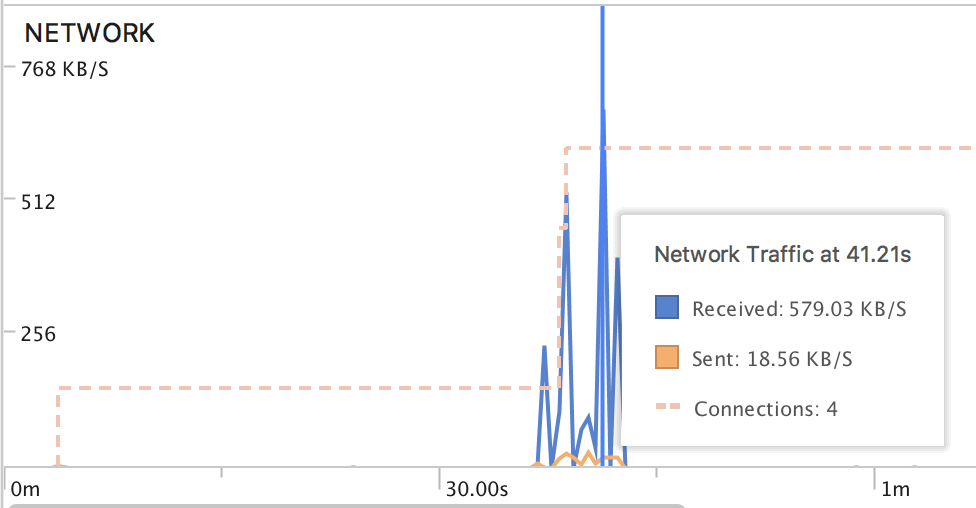 NETWORK
768 KB/S
512
256
Network Traffic at 41.21s
Received: 579.03 KB/S
Sent: 18.56 KB/S
Connections: 4
0m
30.00s
1m